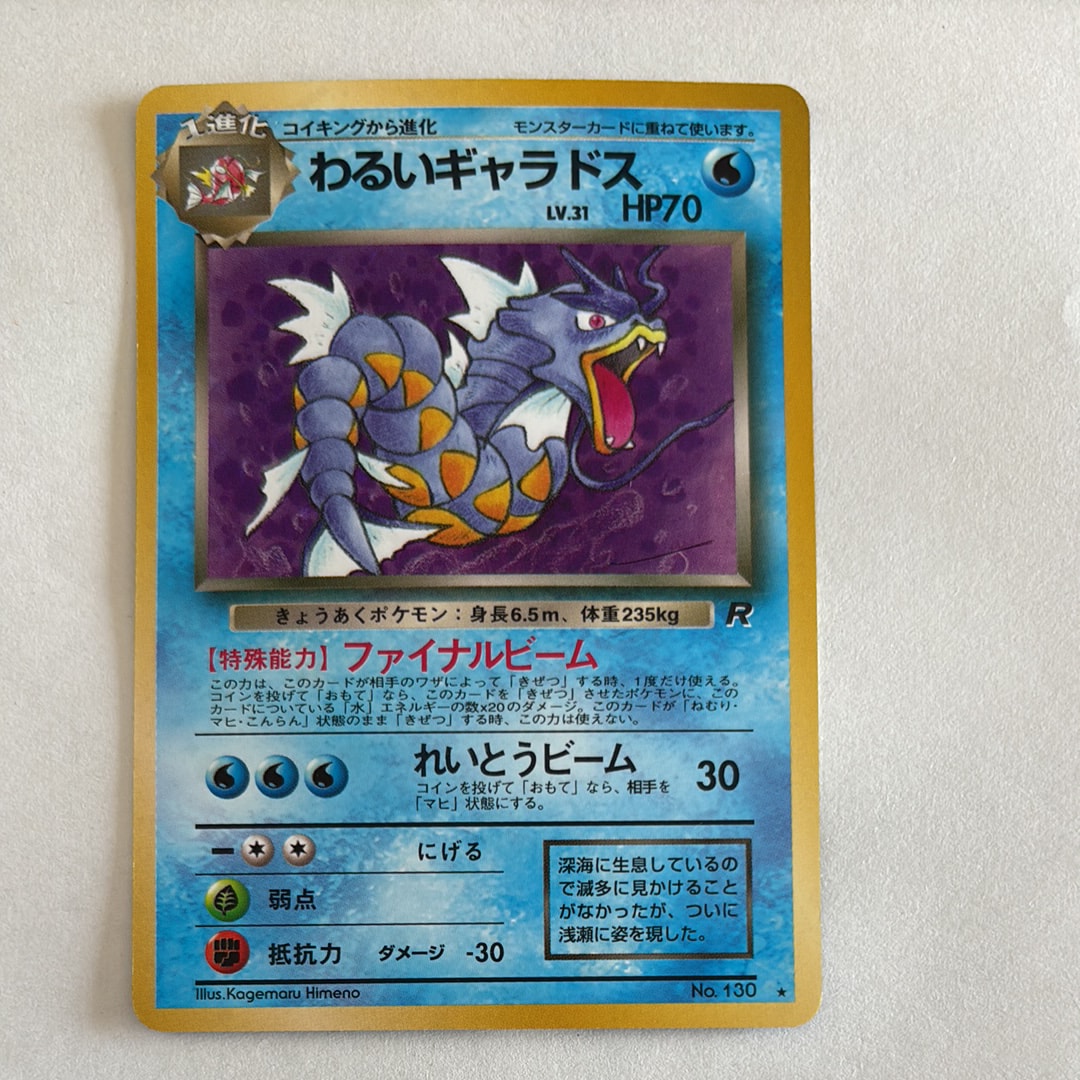 1進化
コイキングから進化
モンスターカードに重ねて使います。
わるいギャラドス
LV.31 HP70
きょうあくポケモン：身長6.5m、体重235kg
R
【特殊能力】ファイナルビーム
この力は、このカードが相手のワザによって「きぜつ」する時、1度だけ使える。
コインを投げて「おもて」なら、このカードを「きぜつ」させたポケモンに、この
カードについている「水」エネルギーの数x20のダメージ。このカードが「ねむり・
マヒ・こんらん」状態のまま「きぜつ」する時、この力は使えない。
れいとうビーム 30
コインを投げて「おもて」なら、相手を
「マヒ」状態にする。
にげる
弱点
抵抗力 ダメージ -30
深海に生息しているの
で滅多に見かけること
がなかったが、ついに
浅瀬に姿を現した。
Illus.Kagemaru Himeno
No. 130 ★